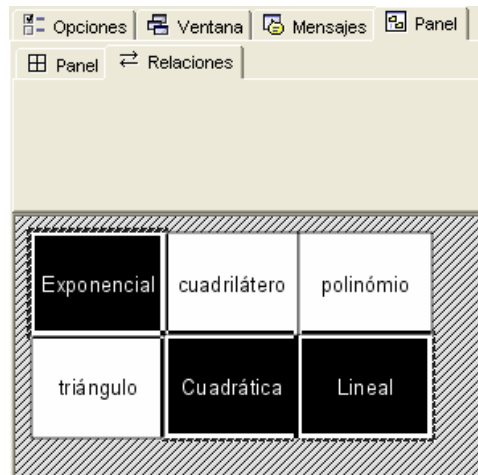 Opciones Ventana Mensajes Panel
Panel Relaciones
Exponencial cuadrilátero polinómio
triángulo Cuadrática Lineal